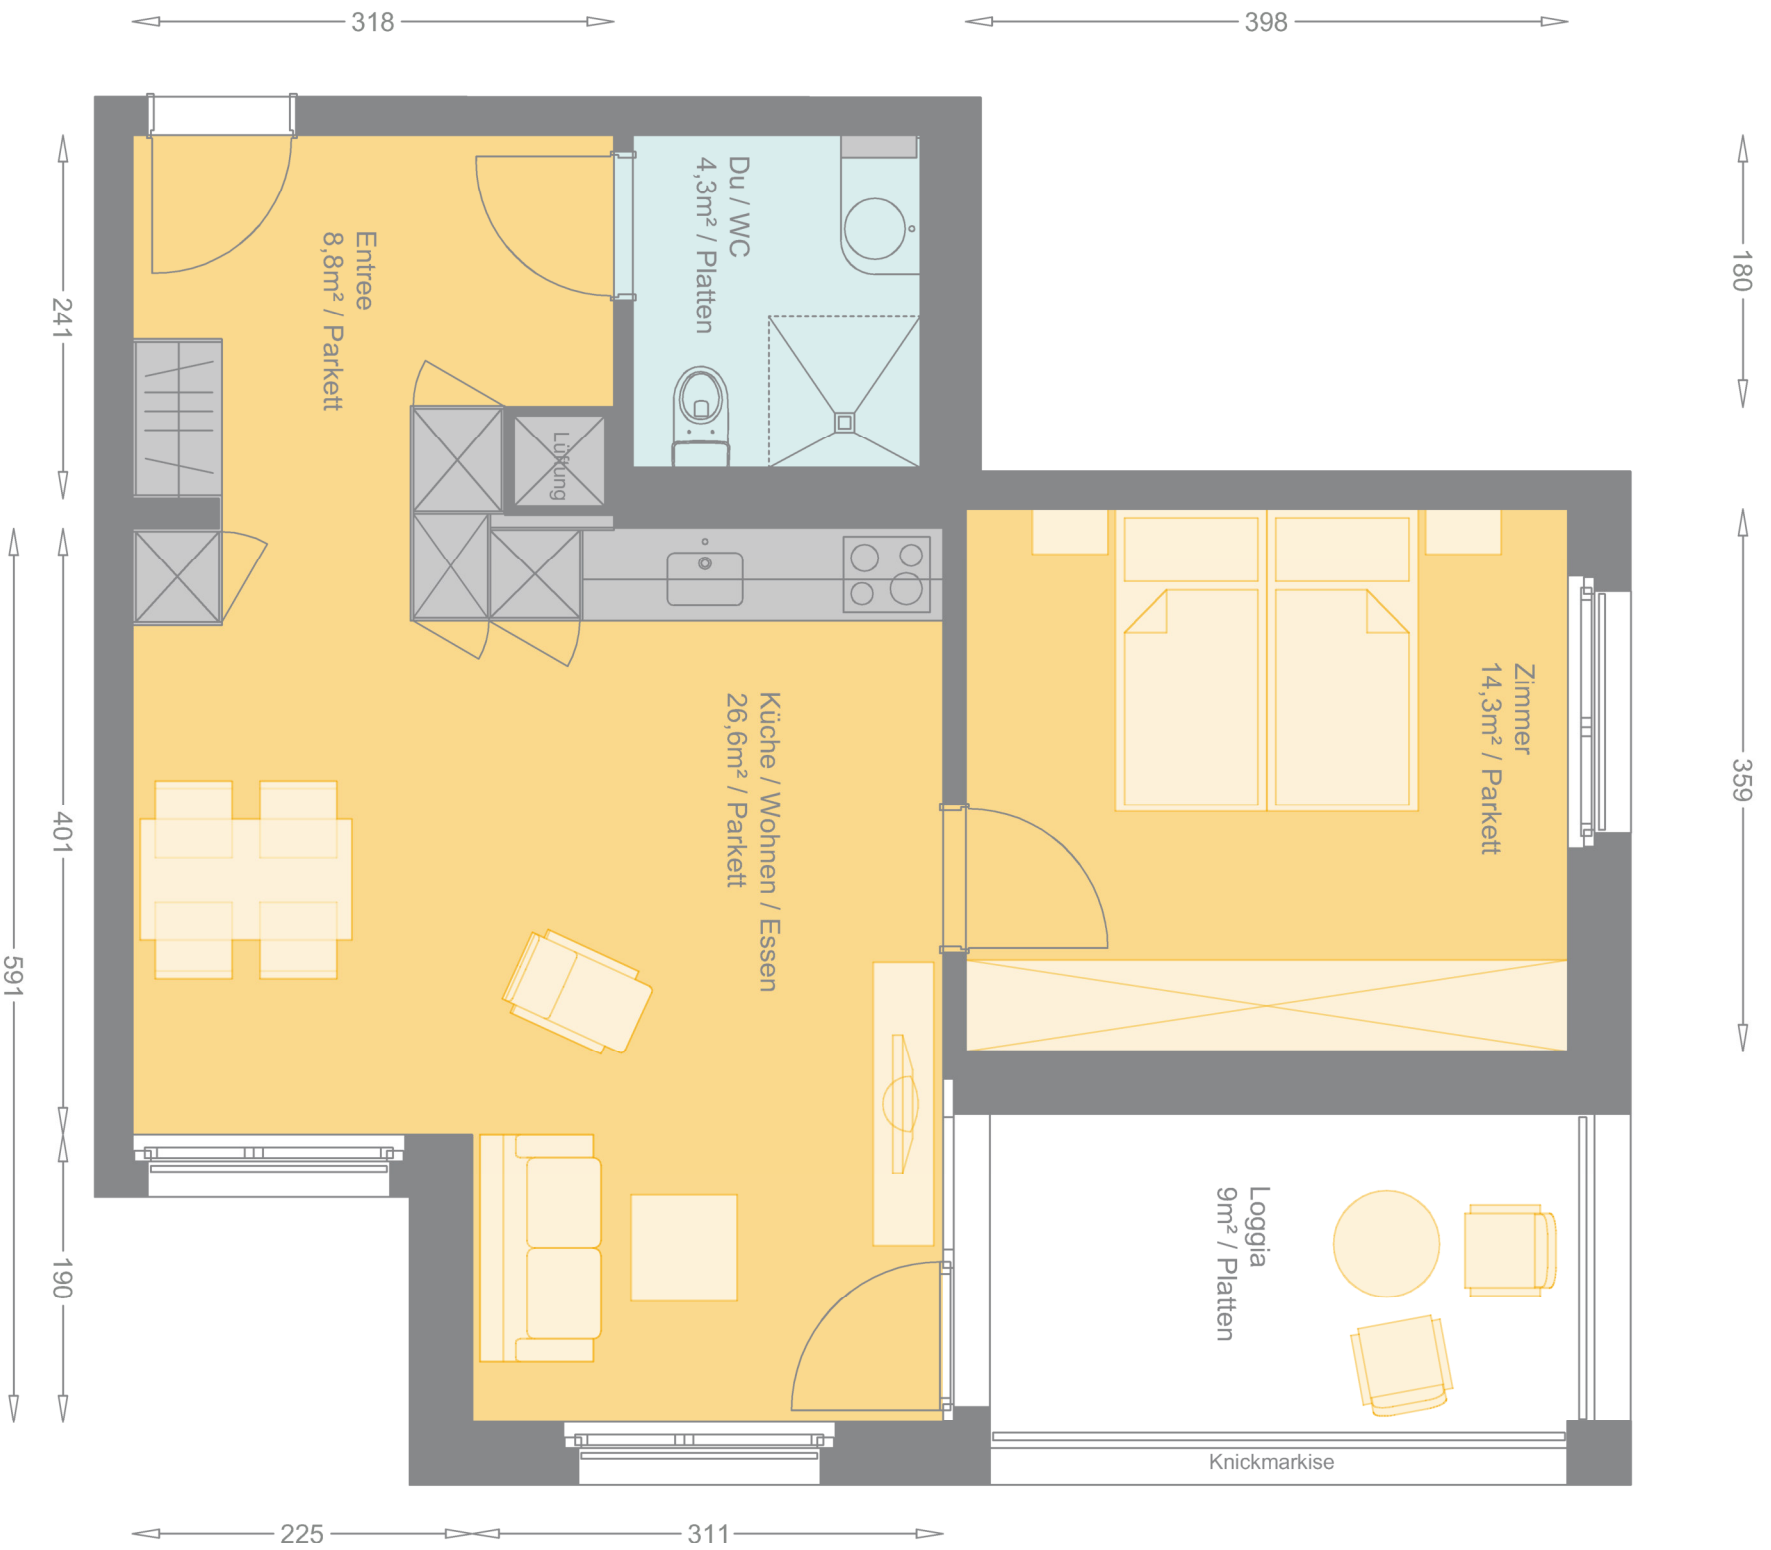 318
398
241
180
Du / WC
4,3m² / Platten
Entree
8,8m² / Parkett
Lüftung
Zimmer
14,3m² / Parkett
Küche / Wohnen / Essen
26,6m² / Parkett
359
401
591
190
Loggia
9m² / Platten
Knickmarkise
225
311